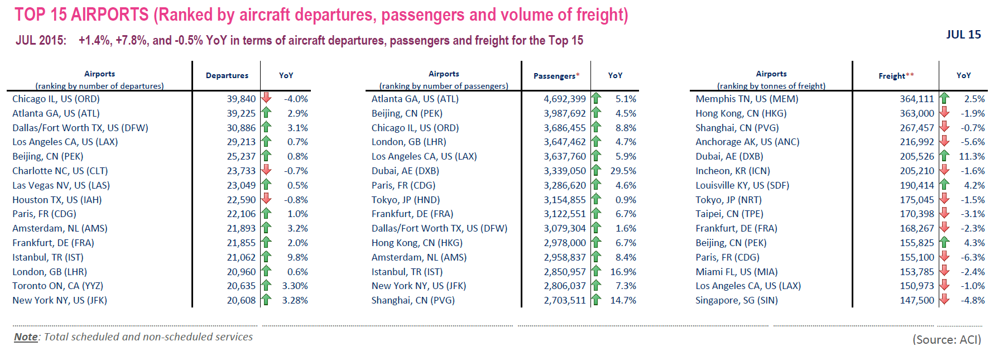 TOP 15 AIRPORTS (Ranked by aircraft departures, passengers and volume of freight)
JUL 2015: +1.4%, +7.8%, and -0.5% YoY in terms of aircraft departures, passengers and freight for the Top 15
JUL 15
Airports
(ranking by number of departures)
Departures
YoY
Chicago IL, US (ORD) 39,840 -4.0%
Atlanta GA, US (ATL) 39,225 2.9%
Dallas/Fort Worth TX, US (DFW) 30,886 3.1%
Los Angeles CA, US (LAX) 29,213 0.7%
Beijing, CN (PEK) 25,237 0.8%
Charlotte NC, US (CLT) 23,733 -0.7%
Las Vegas NV, US (LAS) 23,049 0.5%
Houston TX, US (IAH) 22,590 -0.8%
Paris, FR (CDG) 22,106 1.0%
Amsterdam, NL (AMS) 21,893 3.2%
Frankfurt, DE (FRA) 21,855 2.0%
Istanbul, TR (IST) 21,062 9.8%
London, GB (LHR) 20,960 0.6%
Toronto ON, CA (YYZ) 20,635 3.30%
New York NY, US (JFK) 20,608 3.28%
Airports
(ranking by number of passengers)
Passengers*
YoY
Atlanta GA, US (ATL) 4,692,399 5.1%
Beijing, CN (PEK) 3,987,692 4.5%
Chicago IL, US (ORD) 3,686,455 8.8%
London, GB (LHR) 3,647,462 4.7%
Los Angeles CA, US (LAX) 3,637,760 5.9%
Dubai, AE (DXB) 3,339,050 29.5%
Paris, FR (CDG) 3,286,620 4.6%
Tokyo, JP (HND) 3,154,855 0.9%
Frankfurt, DE (FRA) 3,122,551 6.7%
Dallas/Fort Worth TX, US (DFW) 3,079,304 1.6%
Hong Kong, CN (HKG) 2,978,000 6.7%
Amsterdam, NL (AMS) 2,958,837 8.4%
Istanbul, TR (IST) 2,850,957 16.9%
New York NY, US (JFK) 2,806,037 7.3%
Shanghai, CN (PVG) 2,703,511 14.7%
Airports
(ranking by tonnes of freight)
Freight**
YoY
Memphis TN, US (MEM) 364,111 2.5%
Hong Kong, CN (HKG) 363,000 -1.9%
Shanghai, CN (PVG) 267,457 -0.7%
Anchorage AK, US (ANC) 216,992 -5.6%
Dubai, AE (DXB) 205,526 11.3%
Incheon, KR (ICN) 205,210 -1.6%
Louisville KY, US (SDF) 190,414 4.2%
Tokyo, JP (NRT) 175,045 -1.5%
Taipei, CN (TPE) 170,398 -3.1%
Frankfurt, DE (FRA) 168,267 -2.3%
Beijing, CN (PEK) 155,825 4.3%
Paris, FR (CDG) 155,100 -6.3%
Miami FL, US (MIA) 153,785 -2.4%
Los Angeles CA, US (LAX) 150,973 -1.0%
Singapore, SG (SIN) 147,500 -4.8%
Note: Total scheduled and non-scheduled services
(Source: ACI)